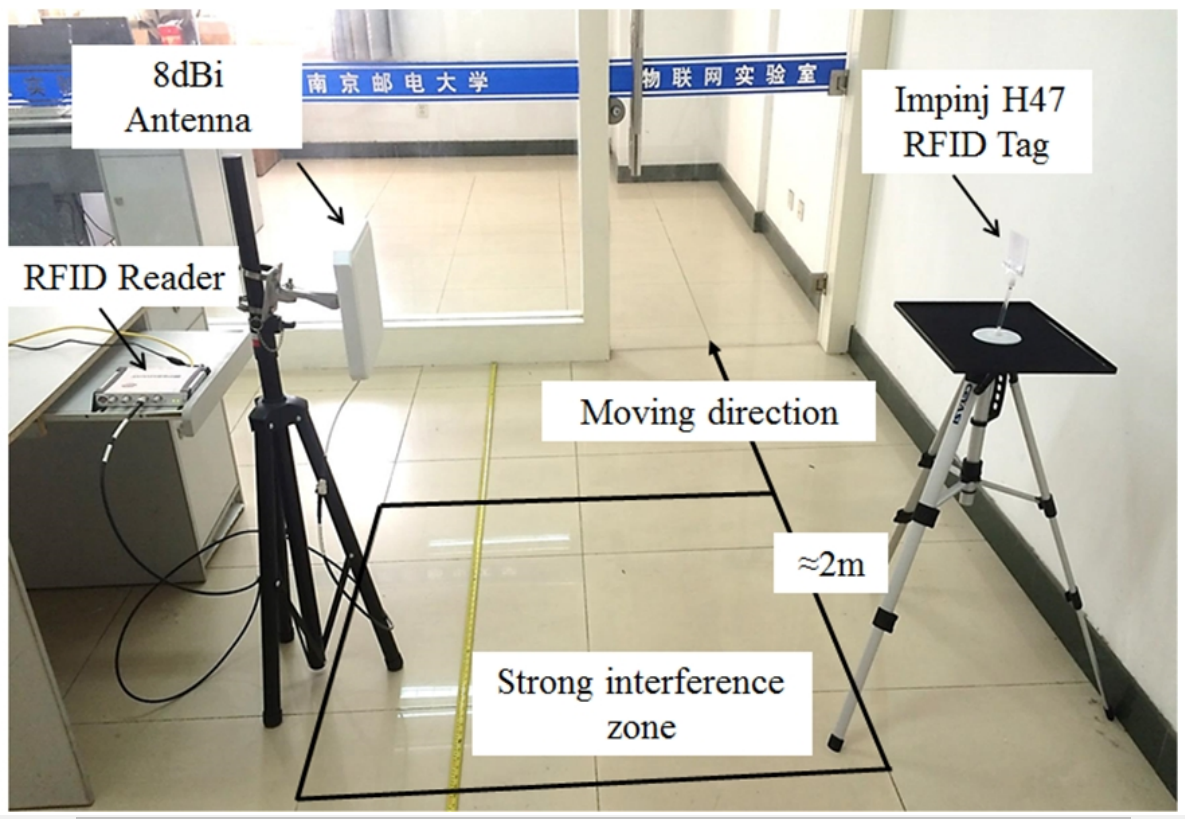 8dBi
Antenna
南京邮电大学
物联网实验室
Impinj H47
RFID Tag
RFID Reader
Moving direction
≈2m
Strong interference
zone